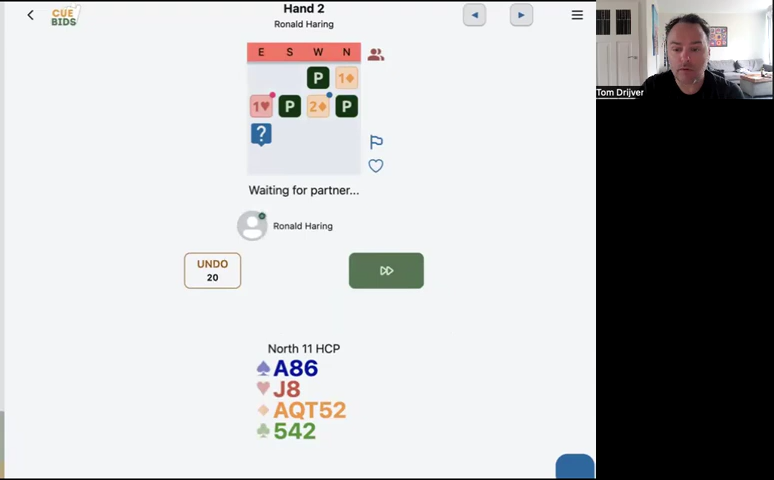 Hand 2
Ronald Haring
CUE
BIDS
E S W N
P 1♦
1♥ P 2♦ P
?
Waiting for partner...
Ronald Haring
UNDO
20
North 11 HCP
♠A86
♥J8
♦AQT52
♣542
Tom Drijver